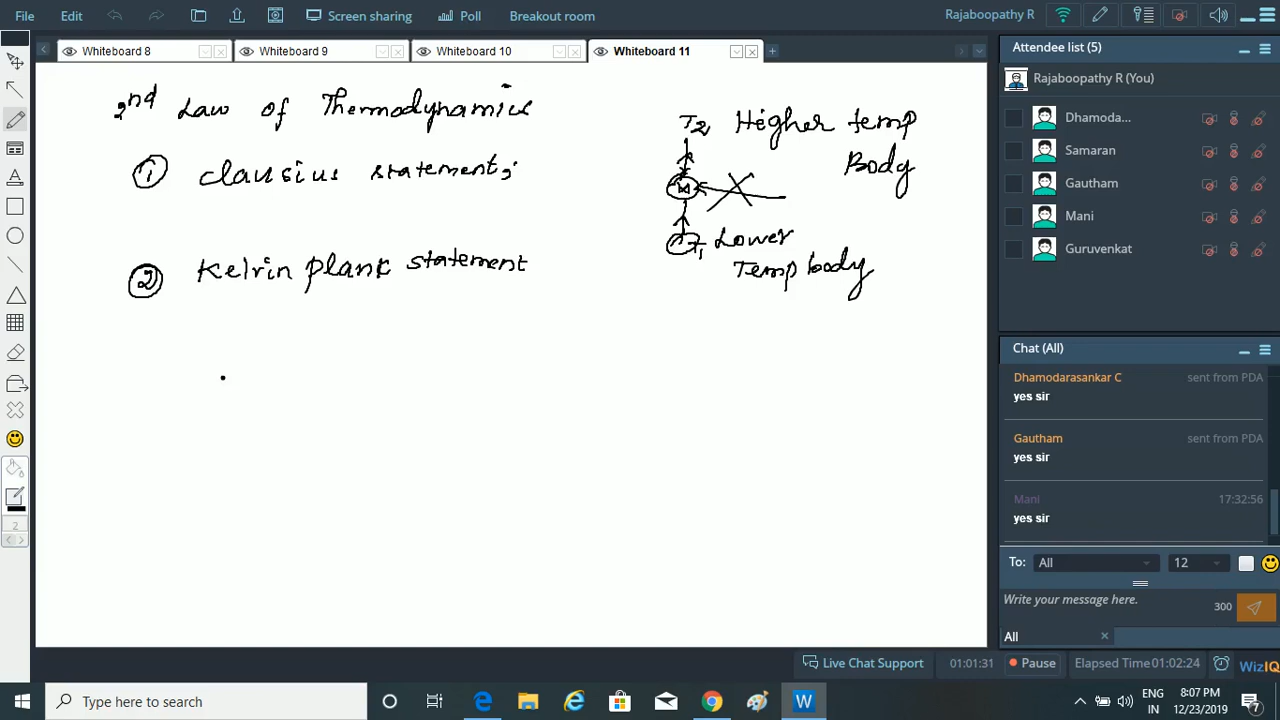 File
Edit
Screen sharing
Poll
Breakout room
Rajaboopathy R
Whiteboard 8
Whiteboard 9
Whiteboard 10
Whiteboard 11
Attendee list (5)
Rajaboopathy R (You)
Dhamoda...
Samaran
Gautham
Mani
Guruvenkat
2nd Law of Thermodynamics
① Clausius statement;
② Kelvin plank statement
T2 Higher temp
Body
T1 Lower
Temp body
Chat (All)
Dhamodarasankar C sent from PDA
yes sir
Gautham sent from PDA
yes sir
Mani 17:32:56
yes sir
To: All 12
Write your message here. 300
All
2
Live Chat Support 01:01:31 Pause Elapsed Time 01:02:24 WizIQ
Type here to search
ENG
IN
8:07 PM
12/23/2019
7